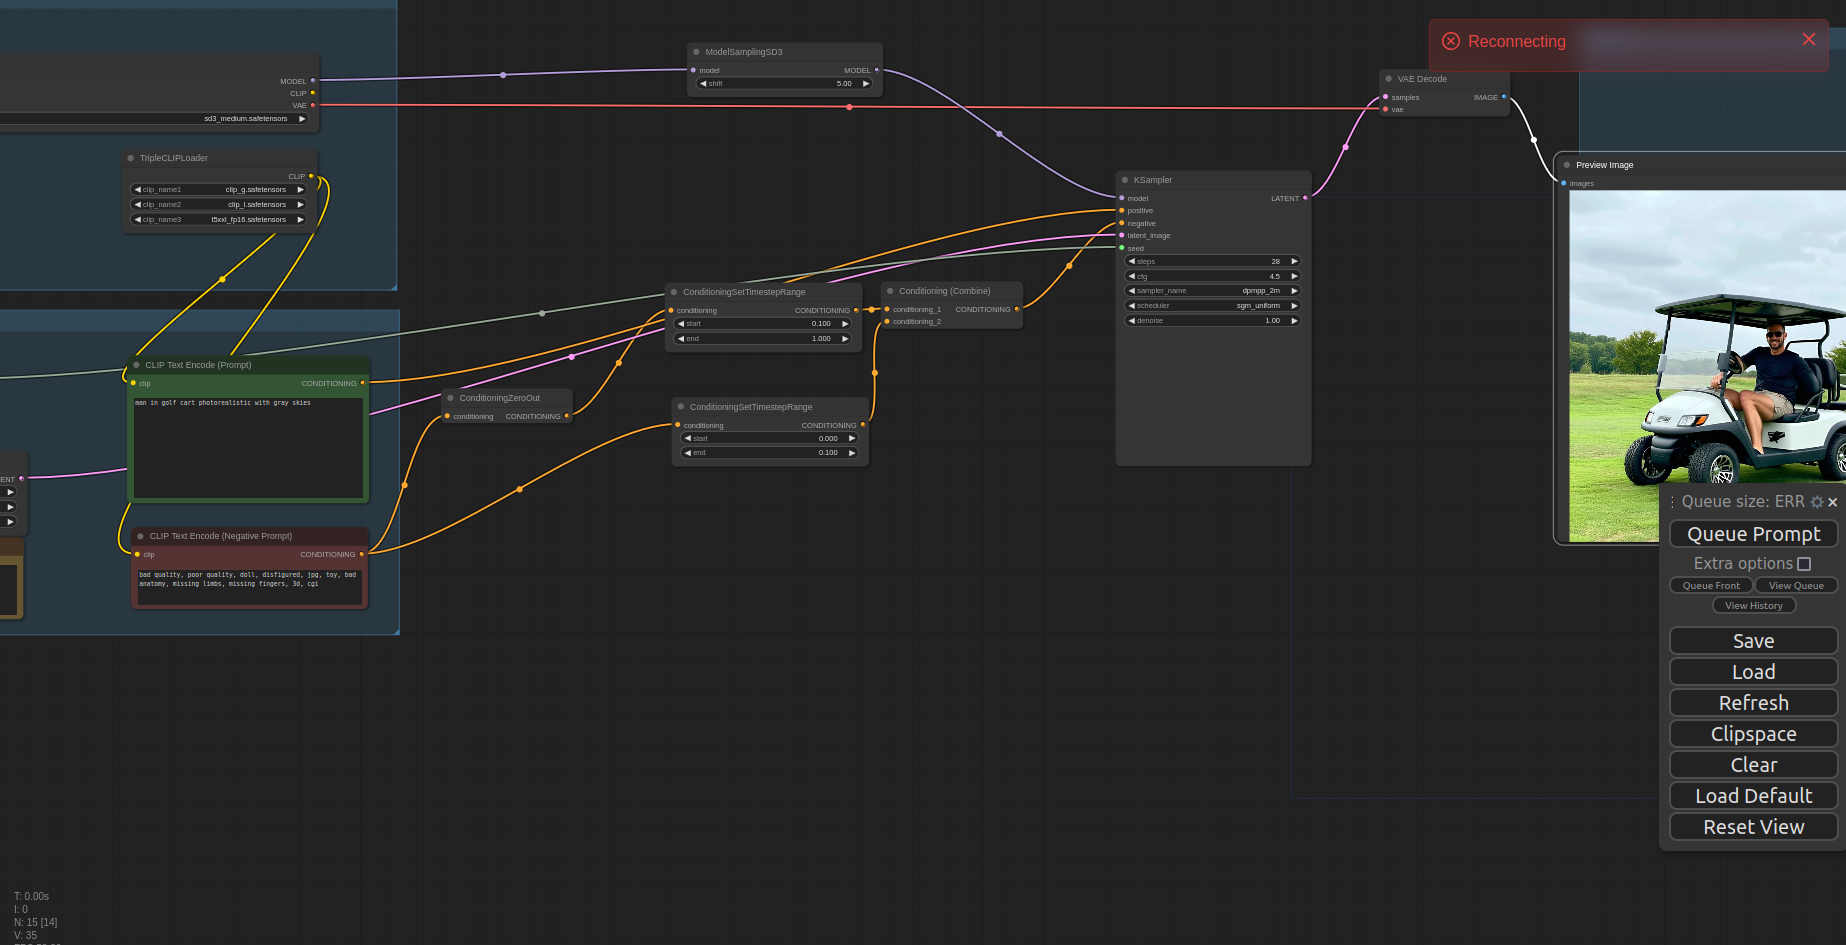 MODEL
CLIP
VAE
sd3_medium.safetensors
TripleCLIPLoader
CLIP
clip_name1 clip_g.safetensors
clip_name2 clip_l.safetensors
clip_name3 t5xxl_fp16.safetensors
ModelSamplingSD3
model MODEL
shift 5.00
Reconnecting
VAE Decode
samples IMAGE
vae
Preview Image
images
KSampler
model LATENT
positive
negative
latent_image
seed
steps 28
cfg 4.5
sampler_name dpmpp_2m
scheduler sgm_uniform
denoise 1.00
ConditioningSetTimestepRange
conditioning CONDITIONING
start 0.100
end 1.000
Conditioning (Combine)
conditioning_1 CONDITIONING
conditioning_2
CLIP Text Encode (Prompt)
clip CONDITIONING
man in golf cart photorealistic with gray skies
ConditioningZeroOut
conditioning CONDITIONING
ConditioningSetTimestepRange
conditioning CONDITIONING
start 0.000
end 0.100
ENT
CLIP Text Encode (Negative Prompt)
clip CONDITIONING
bad quality, poor quality, doll, disfigured, jpg, toy, bad
anatomy, missing limbs, missing fingers, 3d, cgi
Queue size: ERR
Queue Prompt
Extra options
Queue Front View Queue
View History
Save
Load
Refresh
Clipspace
Clear
Load Default
Reset View
T: 0.00s
I: 0
N: 15 [14]
V: 35